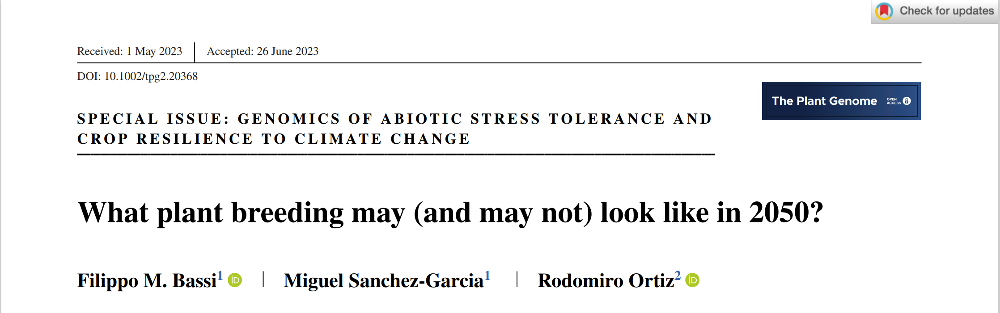 Check for updates
Received: 1 May 2023 Accepted: 26 June 2023
DOI: 10.1002/tpg2.20368
The Plant Genome OPEN ACCESS
SPECIAL ISSUE: GENOMICS OF ABIOTIC STRESS TOLERANCE AND
CROP RESILIENCE TO CLIMATE CHANGE
What plant breeding may (and may not) look like in 2050?
Filippo M. Bassi1 iD Miguel Sanchez-Garcia1 Rodomiro Ortiz2 iD